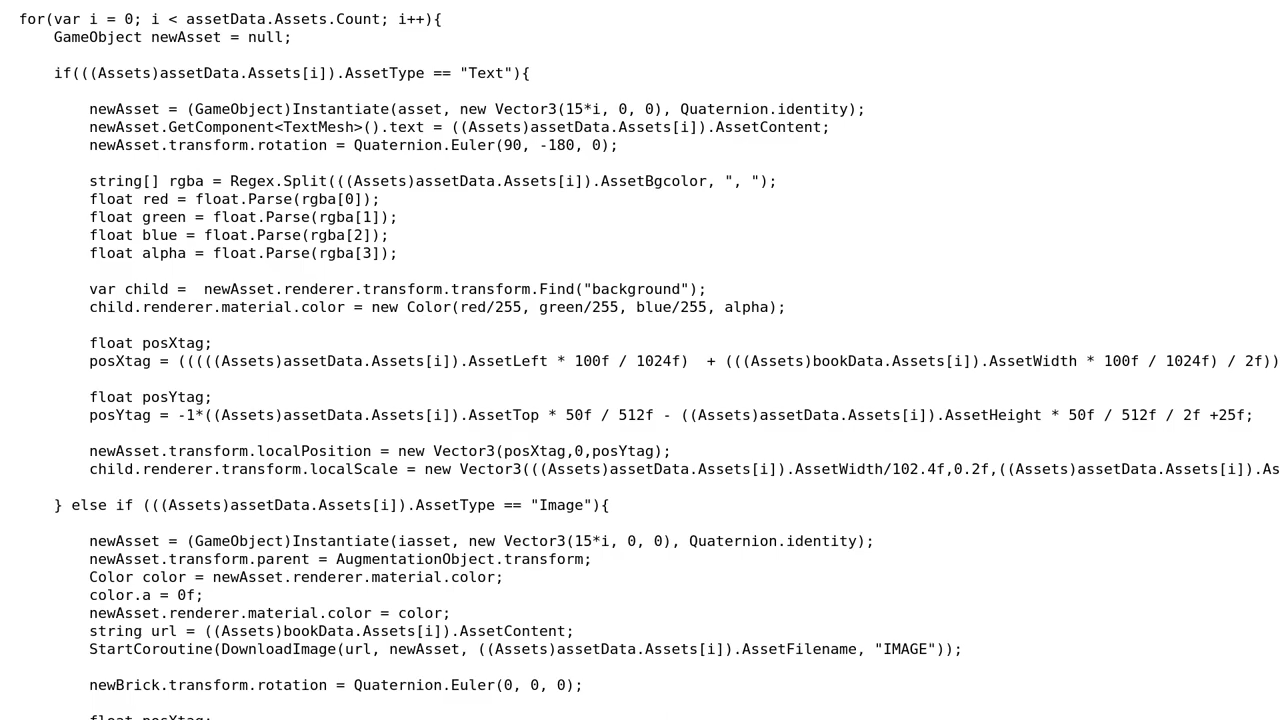 for(var i = 0; i < assetData.Assets.Count; i++){
GameObject newAsset = null;
if(((Assets)assetData.Assets[i]).AssetType == "Text"){
newAsset = (GameObject)Instantiate(asset, new Vector3(15*i, 0, 0), Quaternion.identity);
newAsset.GetComponent<TextMesh>().text = ((Assets)assetData.Assets[i]).AssetContent;
newAsset.transform.rotation = Quaternion.Euler(90, -180, 0);
string[] rgba = Regex.Split(((Assets)assetData.Assets[i]).AssetBgcolor, ", ");
float red = float.Parse(rgba[0]);
float green = float.Parse(rgba[1]);
float blue = float.Parse(rgba[2]);
float alpha = float.Parse(rgba[3]);
var child =  newAsset.renderer.transform.transform.Find("background");
child.renderer.material.color = new Color(red/255, green/255, blue/255, alpha);
float posXtag;
posXtag = (((((Assets)assetData.Assets[i]).AssetLeft * 100f / 1024f)  + (((Assets)bookData.Assets[i]).AssetWidth * 100f / 1024f) / 2f))
float posYtag;
posYtag = -1*((Assets)assetData.Assets[i]).AssetTop * 50f / 512f - ((Assets)assetData.Assets[i]).AssetHeight * 50f / 512f / 2f +25f;
newAsset.transform.localPosition = new Vector3(posXtag,0,posYtag);
child.renderer.transform.localScale = new Vector3(((Assets)assetData.Assets[i]).AssetWidth/102.4f,0.2f,((Assets)assetData.Assets[i]).As
} else if (((Assets)assetData.Assets[i]).AssetType == "Image"){
newAsset = (GameObject)Instantiate(iasset, new Vector3(15*i, 0, 0), Quaternion.identity);
newAsset.transform.parent = AugmentationObject.transform;
Color color = newAsset.renderer.material.color;
color.a = 0f;
newAsset.renderer.material.color = color;
string url = ((Assets)bookData.Assets[i]).AssetContent;
StartCoroutine(DownloadImage(url, newAsset, ((Assets)assetData.Assets[i]).AssetFilename, "IMAGE"));
newBrick.transform.rotation = Quaternion.Euler(0, 0, 0);
float posXtag;